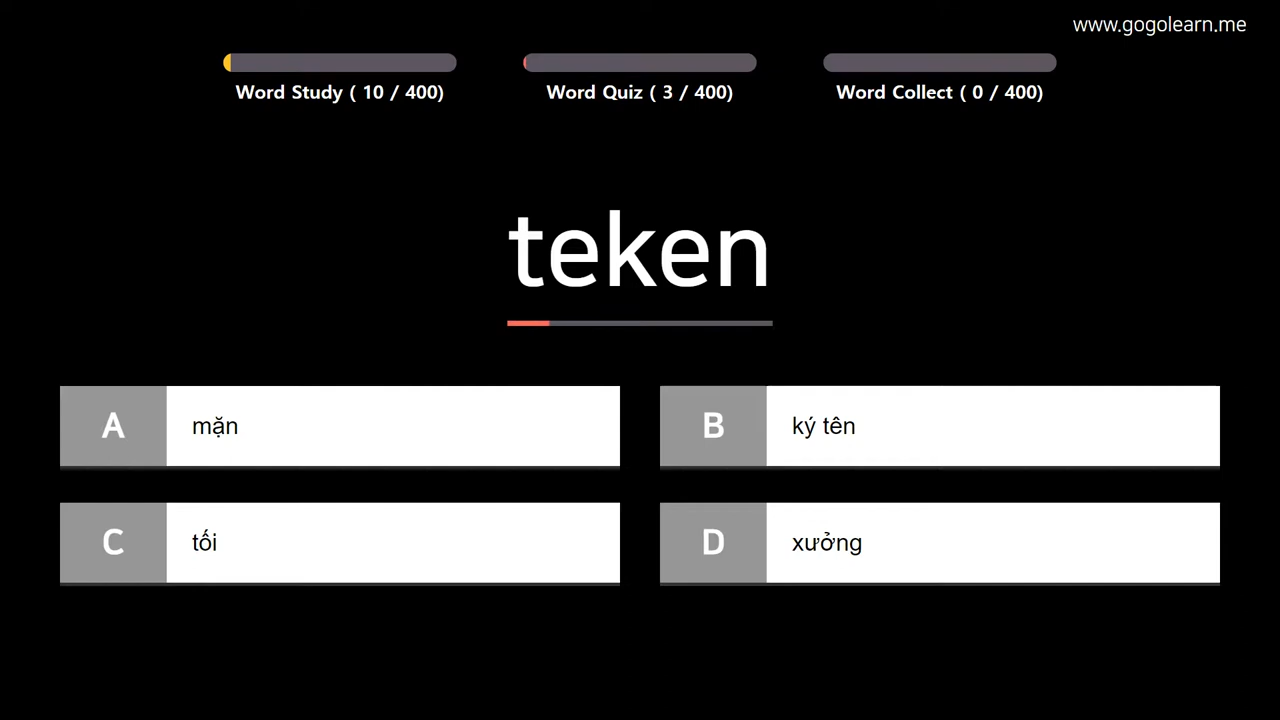 www.gogolearn.me
Word Study ( 10 / 400)
Word Quiz ( 3 / 400)
Word Collect ( 0 / 400)
teken
A mặn
B ký tên
C tối
D xưởng